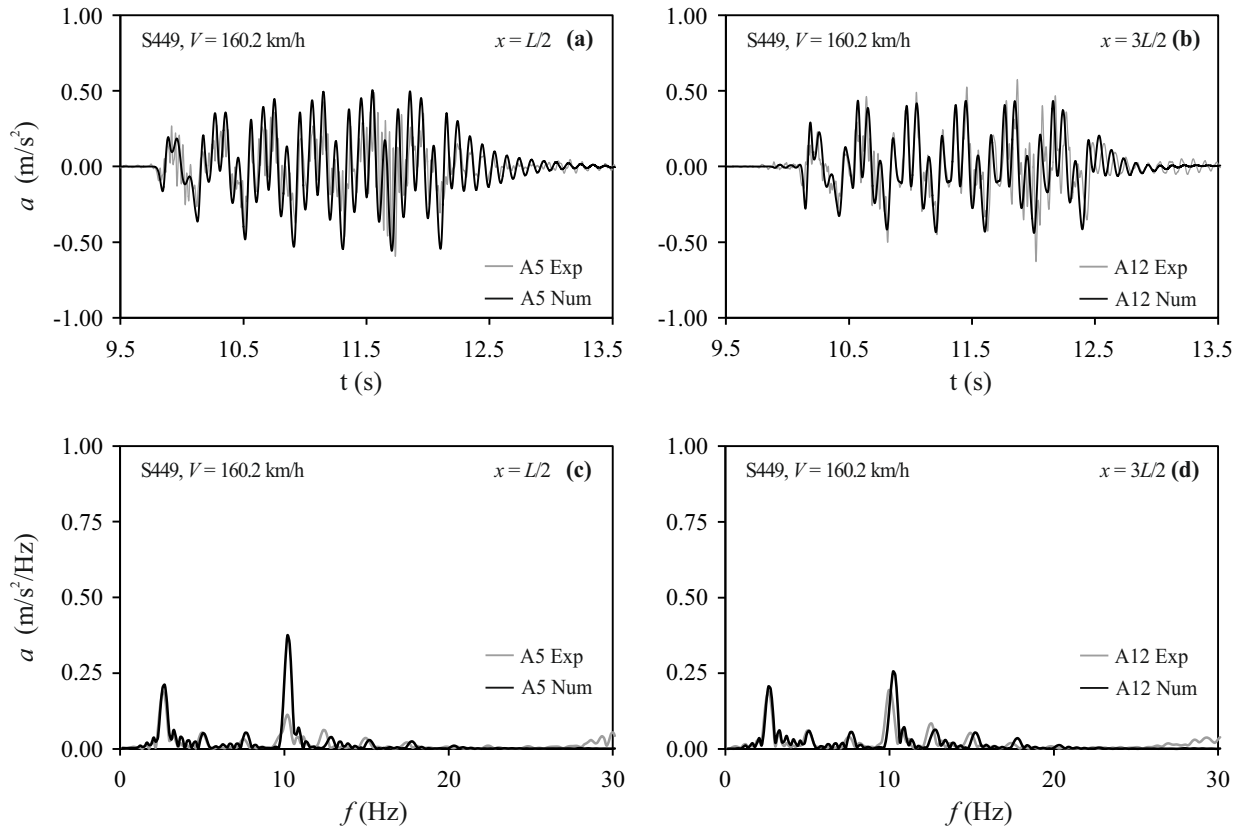 1.00
0.50
0.00
-0.50
-1.00
a (m/s²)
S449, V = 160.2 km/h
x = L/2 (a)
A5 Exp
A5 Num
9.5 10.5 11.5 12.5 13.5
t (s)
1.00
0.50
0.00
-0.50
-1.00
S449, V = 160.2 km/h
x = 3L/2 (b)
A12 Exp
A12 Num
9.5 10.5 11.5 12.5 13.5
t (s)
1.00
0.75
0.50
0.25
0.00
a (m/s²/Hz)
S449, V = 160.2 km/h
x = L/2 (c)
A5 Exp
A5 Num
0 10 20 30
f (Hz)
1.00
0.75
0.50
0.25
0.00
S449, V = 160.2 km/h
x = 3L/2 (d)
A12 Exp
A12 Num
0 10 20 30
f (Hz)